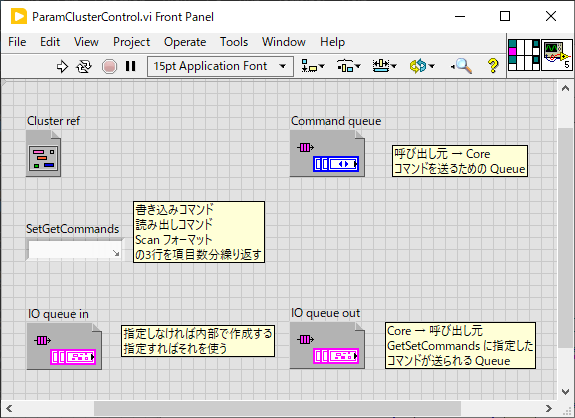 ParamClusterControl.vi Front Panel
File Edit View Project Operate Tools Window Help
15pt Application Font
5
Cluster ref
Command queue
呼び出し元 → Core
コマンドを送るための Queue
SetGetCommands
書き込みコマンド
読み出しコマンド
Scan フォーマット
の3行を項目数分繰り返す
IO queue in
指定しなければ内部で作成する
指定すればそれを使う
IO queue out
Core → 呼び出し元
GetSetCommands に指定した
コマンドが送られる Queue